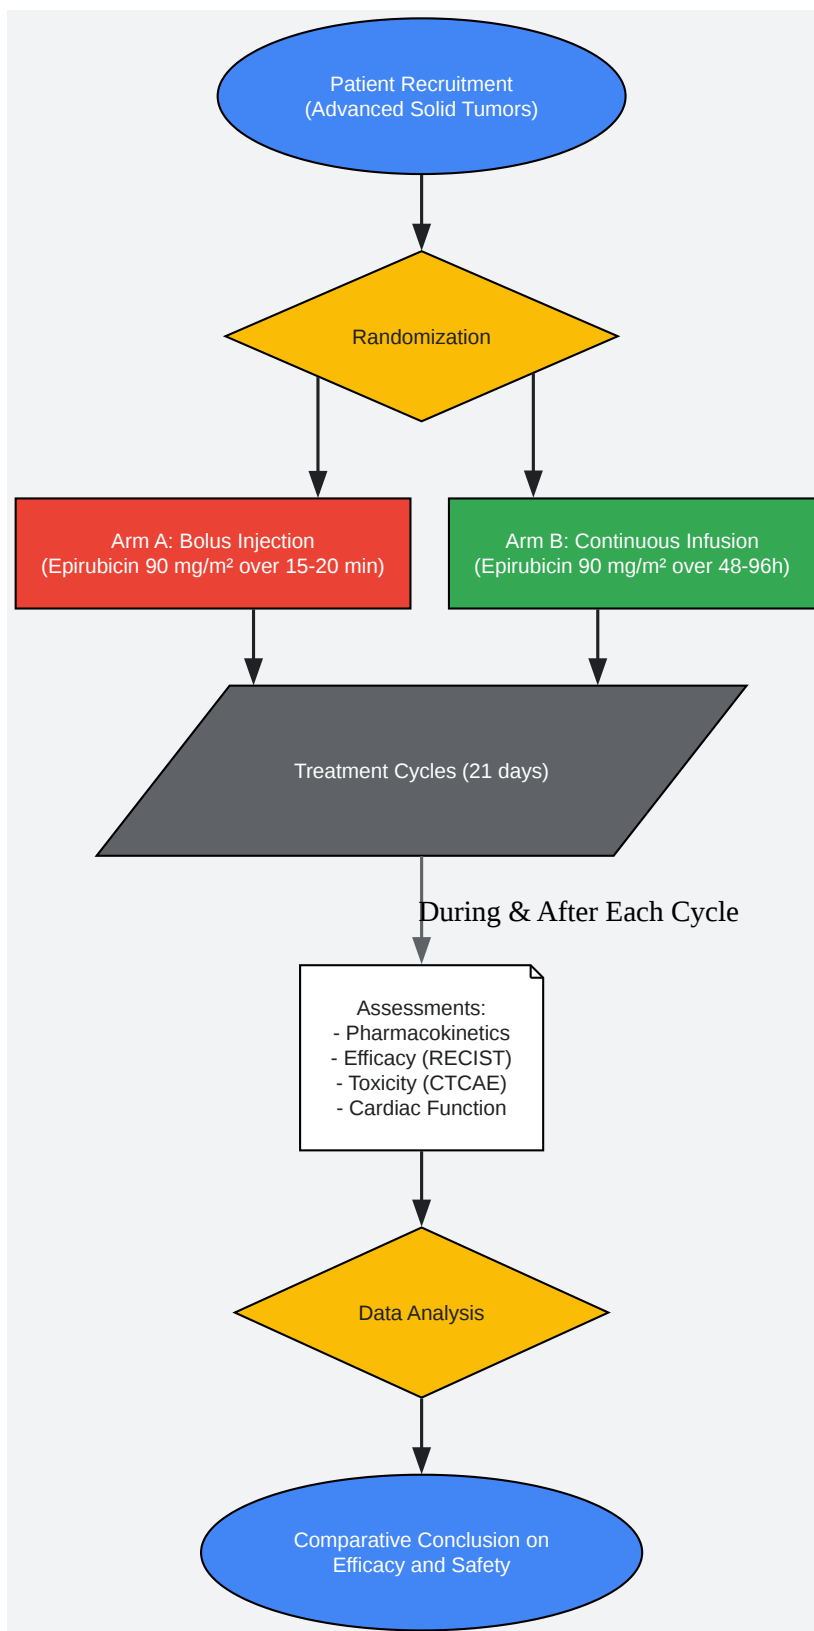 Patient Recruitment
(Advanced Solid Tumors)
Randomization
Arm A: Bolus Injection
(Epirubicin 90 mg/m² over 15-20 min)
Arm B: Continuous Infusion
(Epirubicin 90 mg/m² over 48-96h)
Treatment Cycles (21 days)
During & After Each Cycle
Assessments:
- Pharmacokinetics
- Efficacy (RECIST)
- Toxicity (CTCAE)
- Cardiac Function
Data Analysis
Comparative Conclusion on
Efficacy and Safety